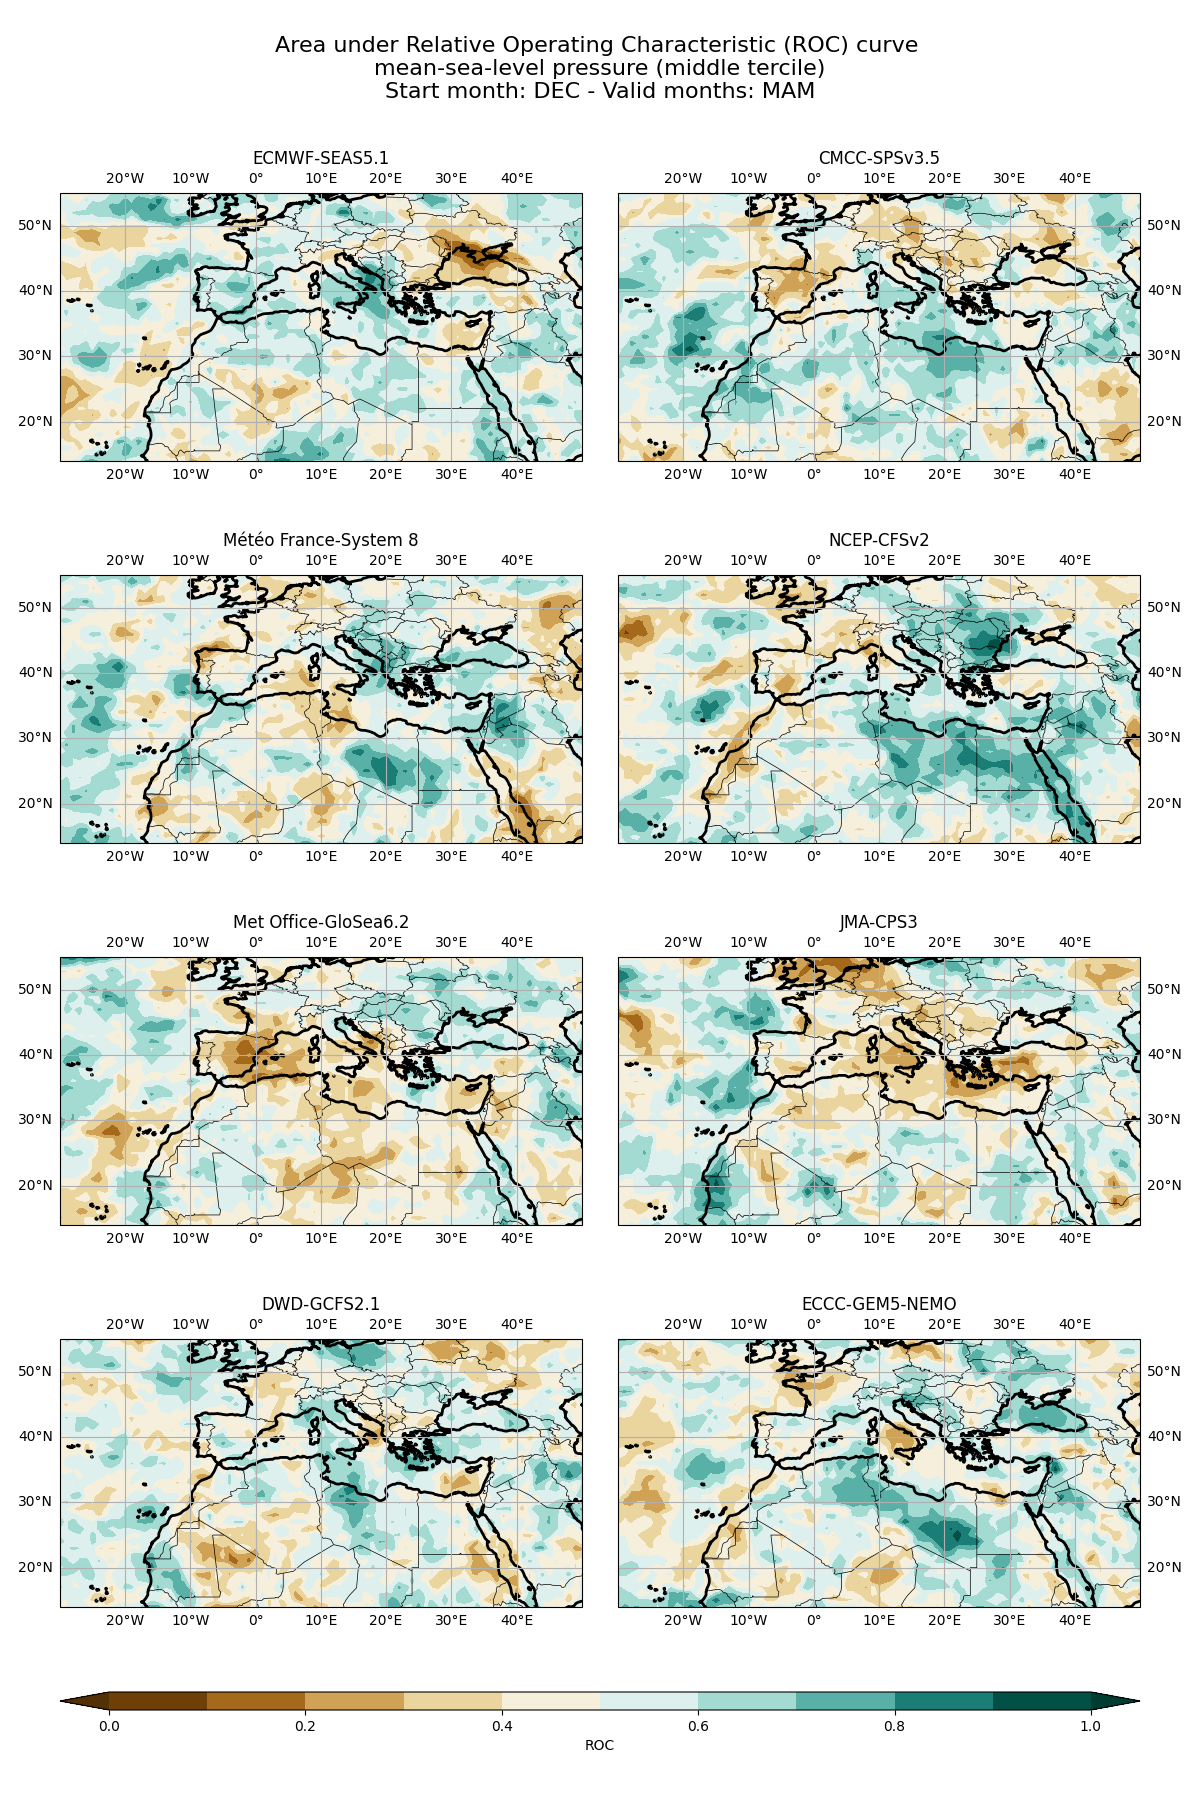 Area under Relative Operating Characteristic (ROC) curve
mean-sea-level pressure (middle tercile)
Start month: DEC - Valid months: MAM
ECMWF-SEAS5.1
20°W 10°W 0° 10°E 20°E 30°E 40°E
50°N
40°N
30°N
20°N
20°W 10°W 0° 10°E 20°E 30°E 40°E
CMCC-SPSv3.5
20°W 10°W 0° 10°E 20°E 30°E 40°E
50°N
40°N
30°N
20°N
20°W 10°W 0° 10°E 20°E 30°E 40°E
Météo France-System 8
20°W 10°W 0° 10°E 20°E 30°E 40°E
50°N
40°N
30°N
20°N
20°W 10°W 0° 10°E 20°E 30°E 40°E
NCEP-CFSv2
20°W 10°W 0° 10°E 20°E 30°E 40°E
50°N
40°N
30°N
20°N
20°W 10°W 0° 10°E 20°E 30°E 40°E
Met Office-GloSea6.2
20°W 10°W 0° 10°E 20°E 30°E 40°E
50°N
40°N
30°N
20°N
20°W 10°W 0° 10°E 20°E 30°E 40°E
JMA-CPS3
20°W 10°W 0° 10°E 20°E 30°E 40°E
50°N
40°N
30°N
20°N
20°W 10°W 0° 10°E 20°E 30°E 40°E
DWD-GCFS2.1
20°W 10°W 0° 10°E 20°E 30°E 40°E
50°N
40°N
30°N
20°N
20°W 10°W 0° 10°E 20°E 30°E 40°E
ECCC-GEM5-NEMO
20°W 10°W 0° 10°E 20°E 30°E 40°E
50°N
40°N
30°N
20°N
20°W 10°W 0° 10°E 20°E 30°E 40°E
0.0 0.2 0.4 0.6 0.8 1.0
ROC